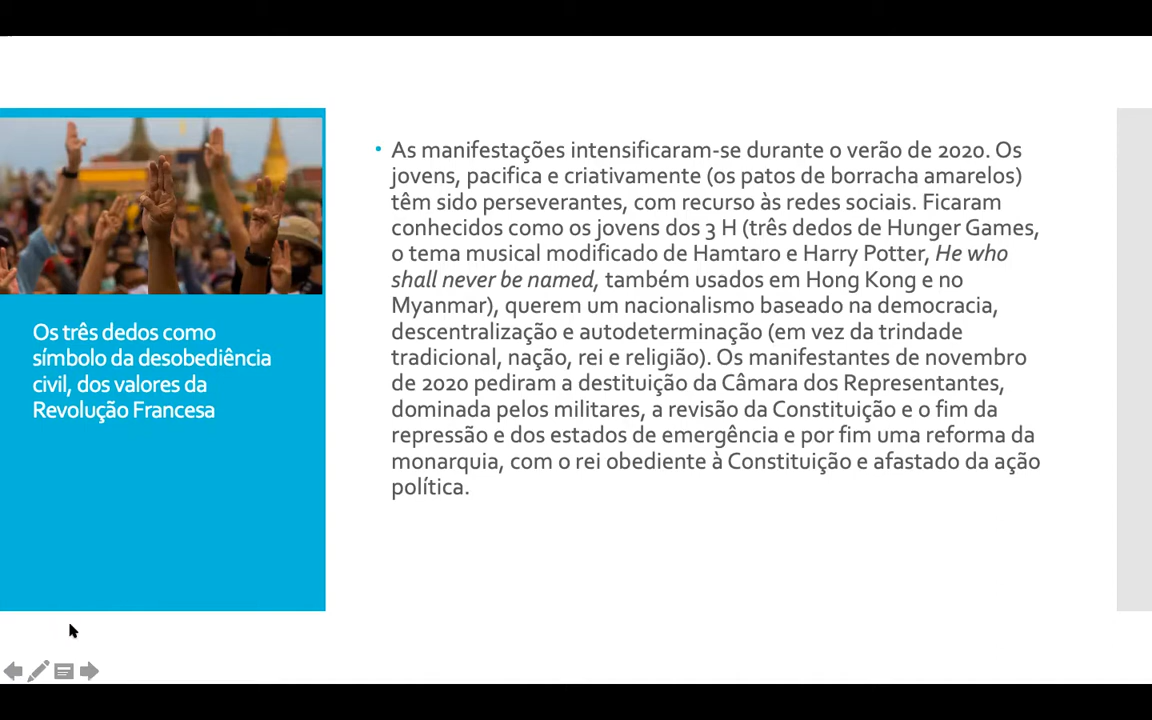 Os três dedos como
símbolo da desobediência
civil, dos valores da
Revolução Francesa
• As manifestações intensificaram-se durante o verão de 2020. Os
jovens, pacifica e criativamente (os patos de borracha amarelos)
têm sido perseverantes, com recurso às redes sociais. Ficaram
conhecidos como os jovens dos 3 H (três dedos de Hunger Games,
o tema musical modificado de Hamtaro e Harry Potter, He who
shall never be named, também usados em Hong Kong e no
Myanmar), querem um nacionalismo baseado na democracia,
descentralização e autodeterminação (em vez da trindade
tradicional, nação, rei e religião). Os manifestantes de novembro
de 2020 pediram a destituição da Câmara dos Representantes,
dominada pelos militares, a revisão da Constituição e o fim da
repressão e dos estados de emergência e por fim uma reforma da
monarquia, com o rei obediente à Constituição e afastado da ação
política.